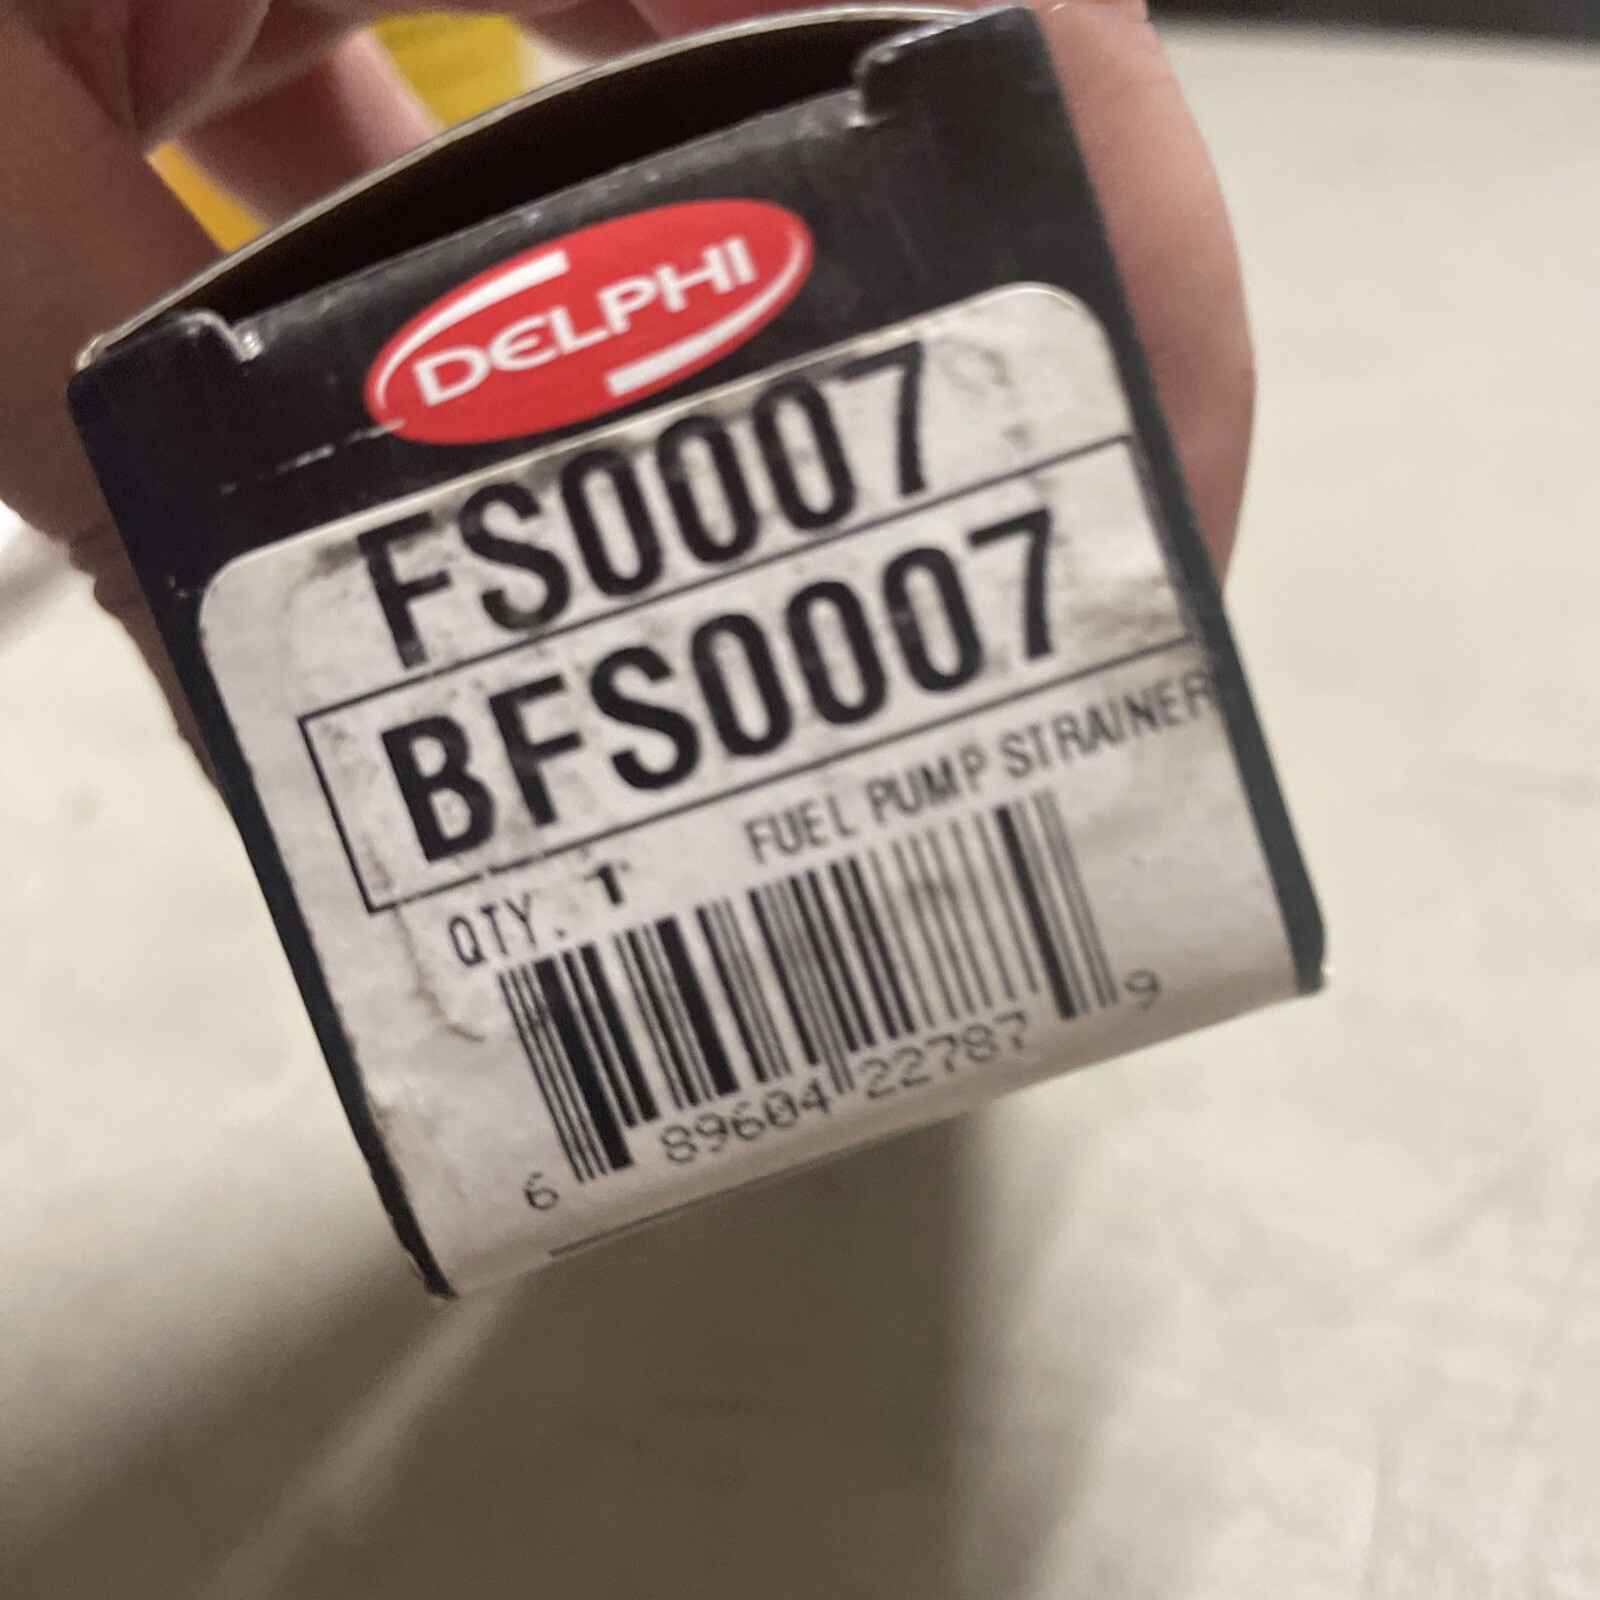 DELPHI
FS0007
BFS0007
QTY. 1 FUEL PUMP STRAINER
6 89604 22787 9